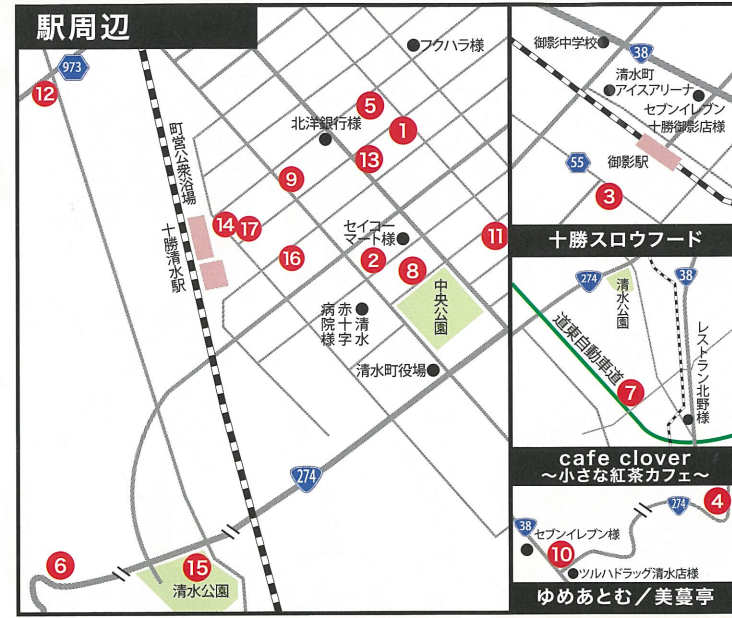 駅周辺
973
12
フクハラ様
5
1
北洋銀行様
13
9
町営公衆浴場
14
17
十勝清水駅
16
セイコー
マート様
2
8
11
中央公園
清水
赤十字
病院様
清水町役場
274
6
15
清水公園
御影中学校
38
清水町
アイスアリーナ
セブンイレブン
十勝御影店様
御影駅
55
3
十勝スロウフード
274
清水公園
38
道東自動車道
7
レストラン北野様
cafe clover
～小さな紅茶カフェ～
4
274
38
セブンイレブン様
10
ツルハドラッグ清水店様
ゆめあとむ／美蔓亭